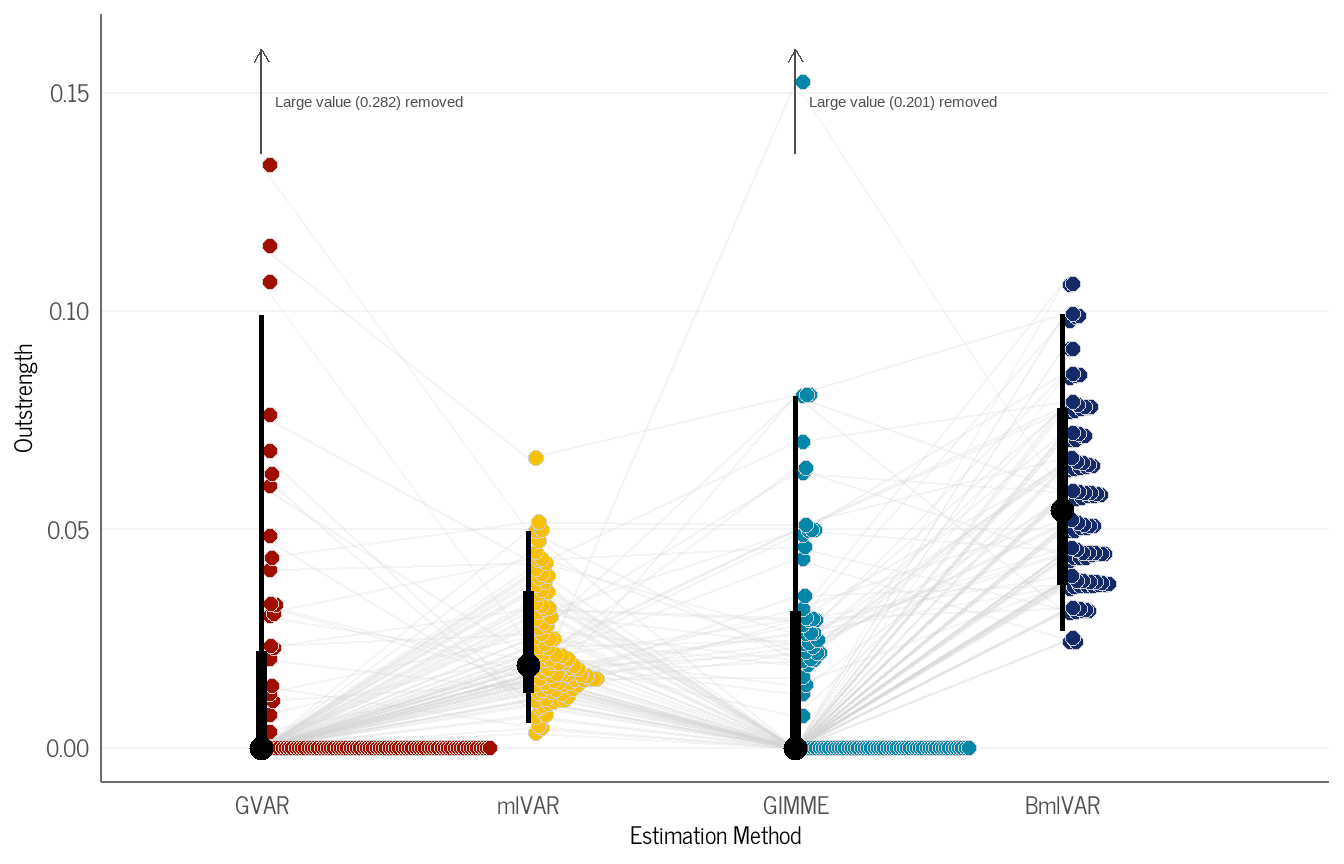 Large value (0.282) removed
Large value (0.201) removed
0.15
0.10
0.05
0.00
Outstrength
GVAR
mlVAR
GIMME
BmlVAR
Estimation Method